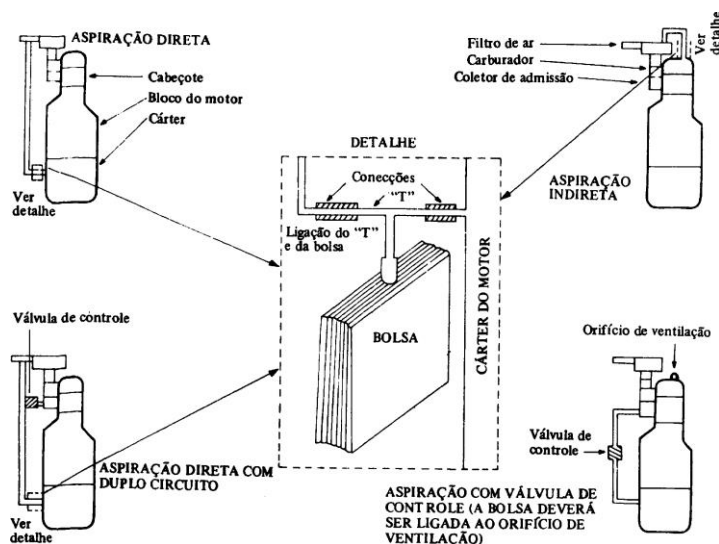 ASPIRAÇÃO DIRETA
Cabeçote
Bloco do motor
Cárter
Ver
detalhe
Filtro de ar
Carburador
Coletor de admissão
Ver
detalhe
ASPIRAÇÃO
INDIRETA
DETALHE
Conecções
"T"
Ligação do "T"
e da bolsa
BOLSA
CÁRTER DO MOTOR
Válvula de controle
ASPIRAÇÃO DIRETA COM
DUPLO CIRCUITO
Ver
detalhe
Orifício de ventilação
Válvula de
controle
ASPIRAÇÃO COM VÁLVULA DE
CONTROLE (A BOLSA DEVERÁ
SER LIGADA AO ORIFÍCIO DE
VENTILAÇÃO)